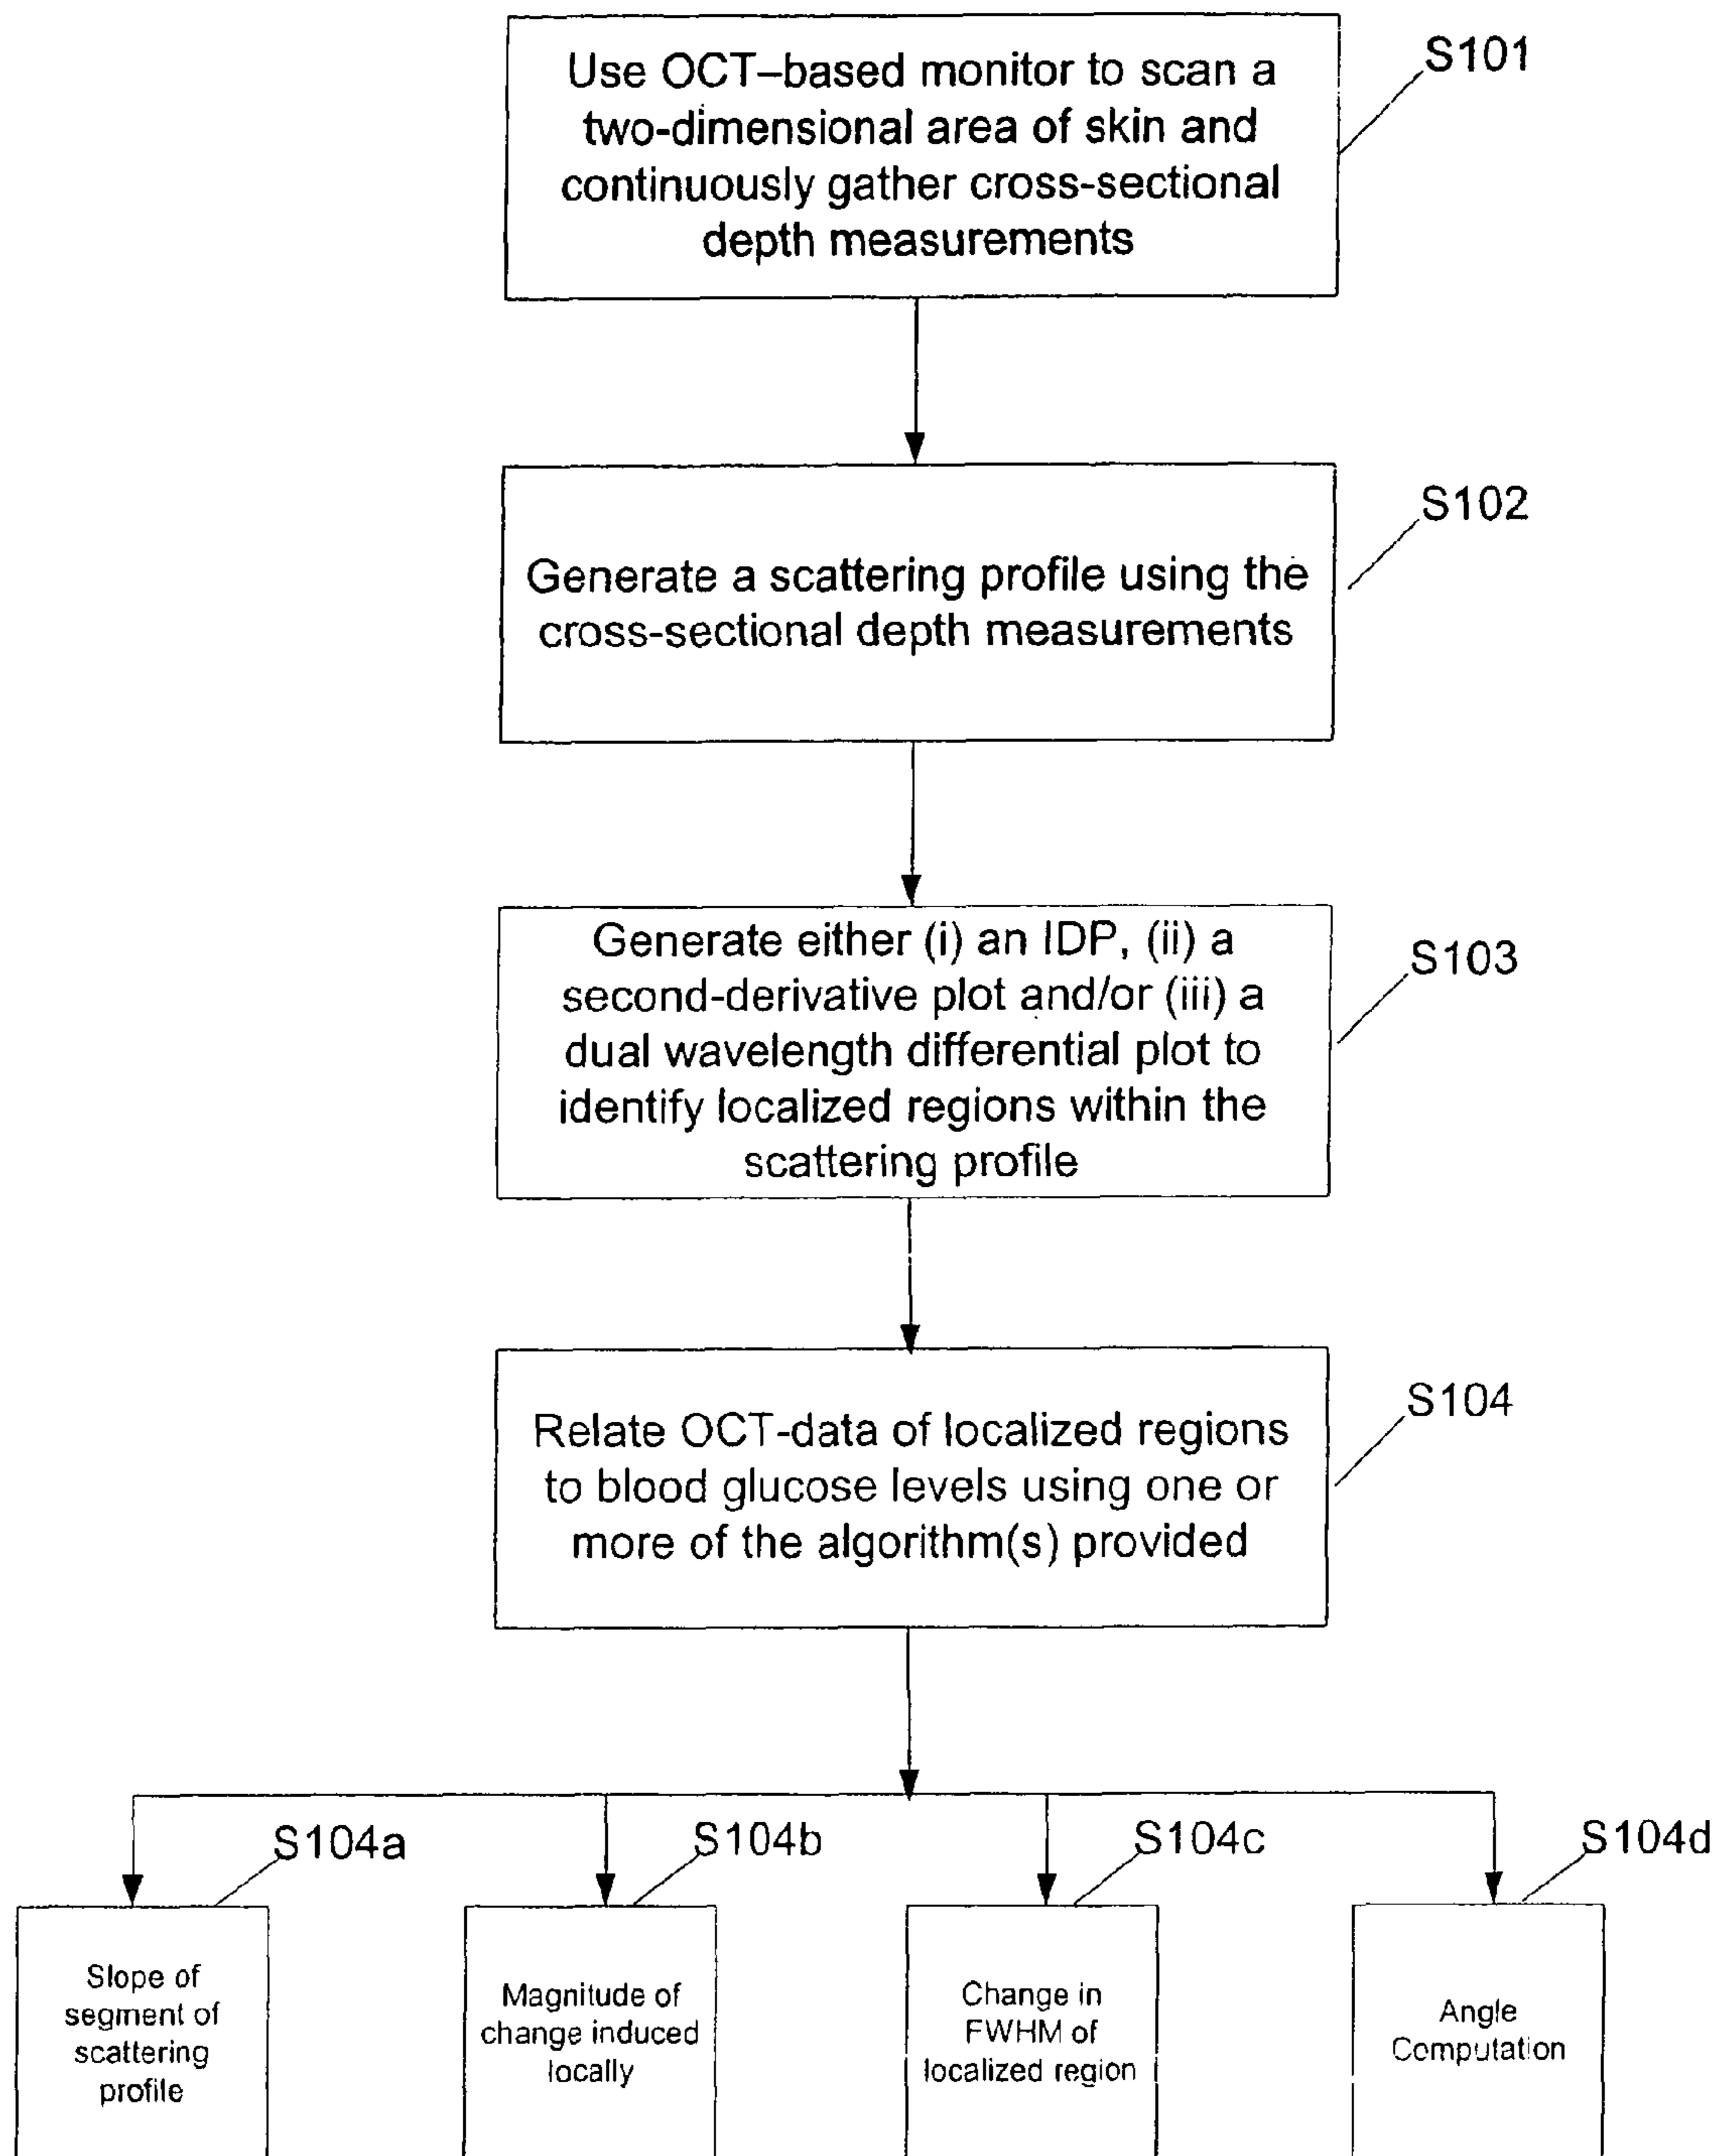 Use OCT–based monitor to scan a
two-dimensional area of skin and
continuously gather cross-sectional
depth measurements
S101
Generate a scattering profile using the
cross-sectional depth measurements
S102
Generate either (i) an IDP, (ii) a
second-derivative plot and/or (iii) a
dual wavelength differential plot to
identify localized regions within the
scattering profile
S103
Relate OCT-data of localized regions
to blood glucose levels using one or
more of the algorithm(s) provided
S104
S104a
Slope of
segment of
scattering
profile
S104b
Magnitude of
change induced
locally
S104c
Change in
FWHM of
localized region
S104d
Angle
Computation